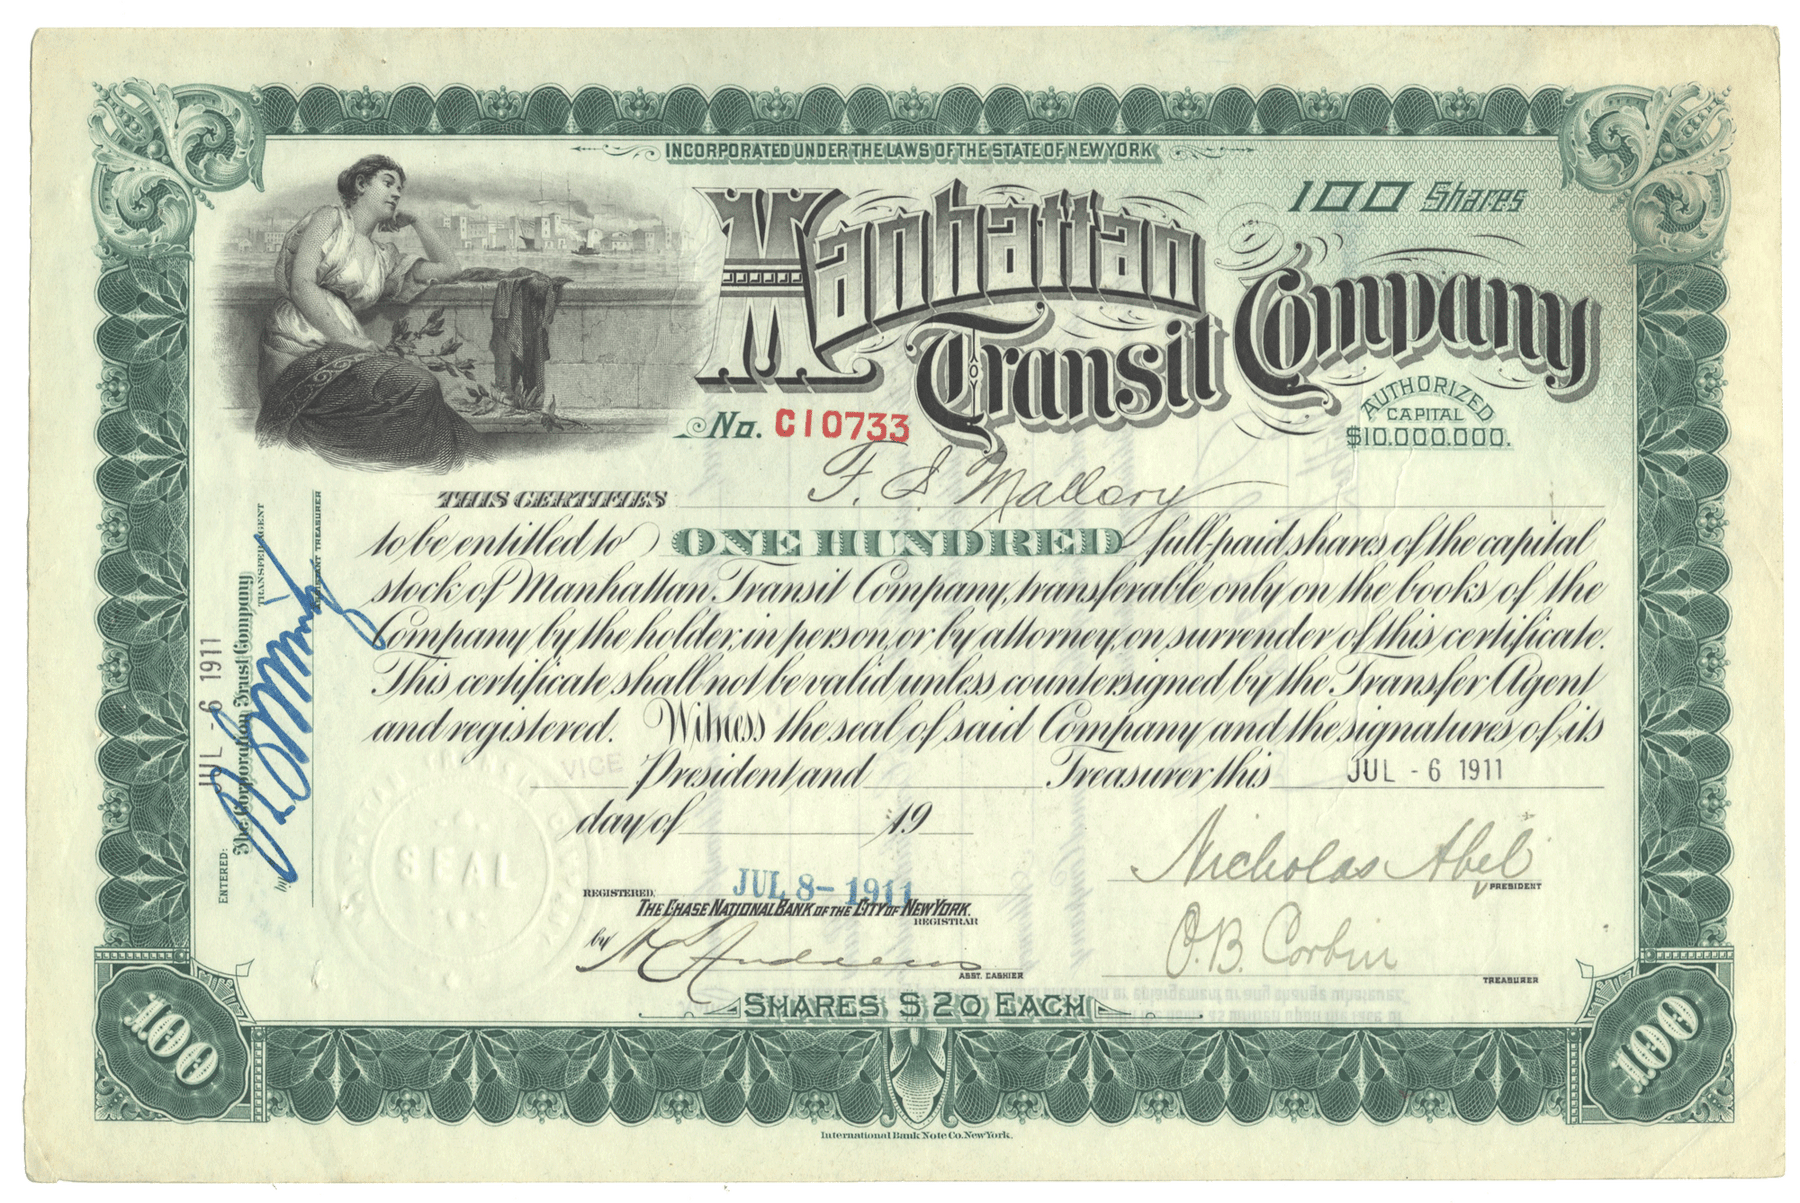 INCORPORATED UNDER THE LAWS OF THE STATE OF NEW YORK
100 Shares
Manhattan
Transit Company
AUTHORIZED
CAPITAL
$10.000.000.
No. C10733
THIS CERTIFIES F. S Mallory
to be entitled to ONE HUNDRED full-paid shares of the capital
stock of Manhattan Transit Company, transferable only on the books of the
Company by the holder, in person, or by attorney, on surrender of this certificate.
This certificate shall not be valid unless countersigned by the Transfer Agent
and registered. Witness the seal of said Company and the signatures of its
VICE
President and Treasurer this JUL - 6 1911
day of 19
Nicholas Abel
PRESIDENT
REGISTERED. JUL 8- 1911
THE CHASE NATIONAL BANK OF THE CITY OF NEW YORK.
REGISTRAR
by Andrews
ASST. CASHIER
O.B. Corbin
TREASURER
SHARES $20 EACH
ENTERED: JUL - 6 1911
The Corporation Trust Company
TRANSFER AGENT
by
ASSISTANT TREASURER
SEAL
100
100
International Bank Note Co. New York.